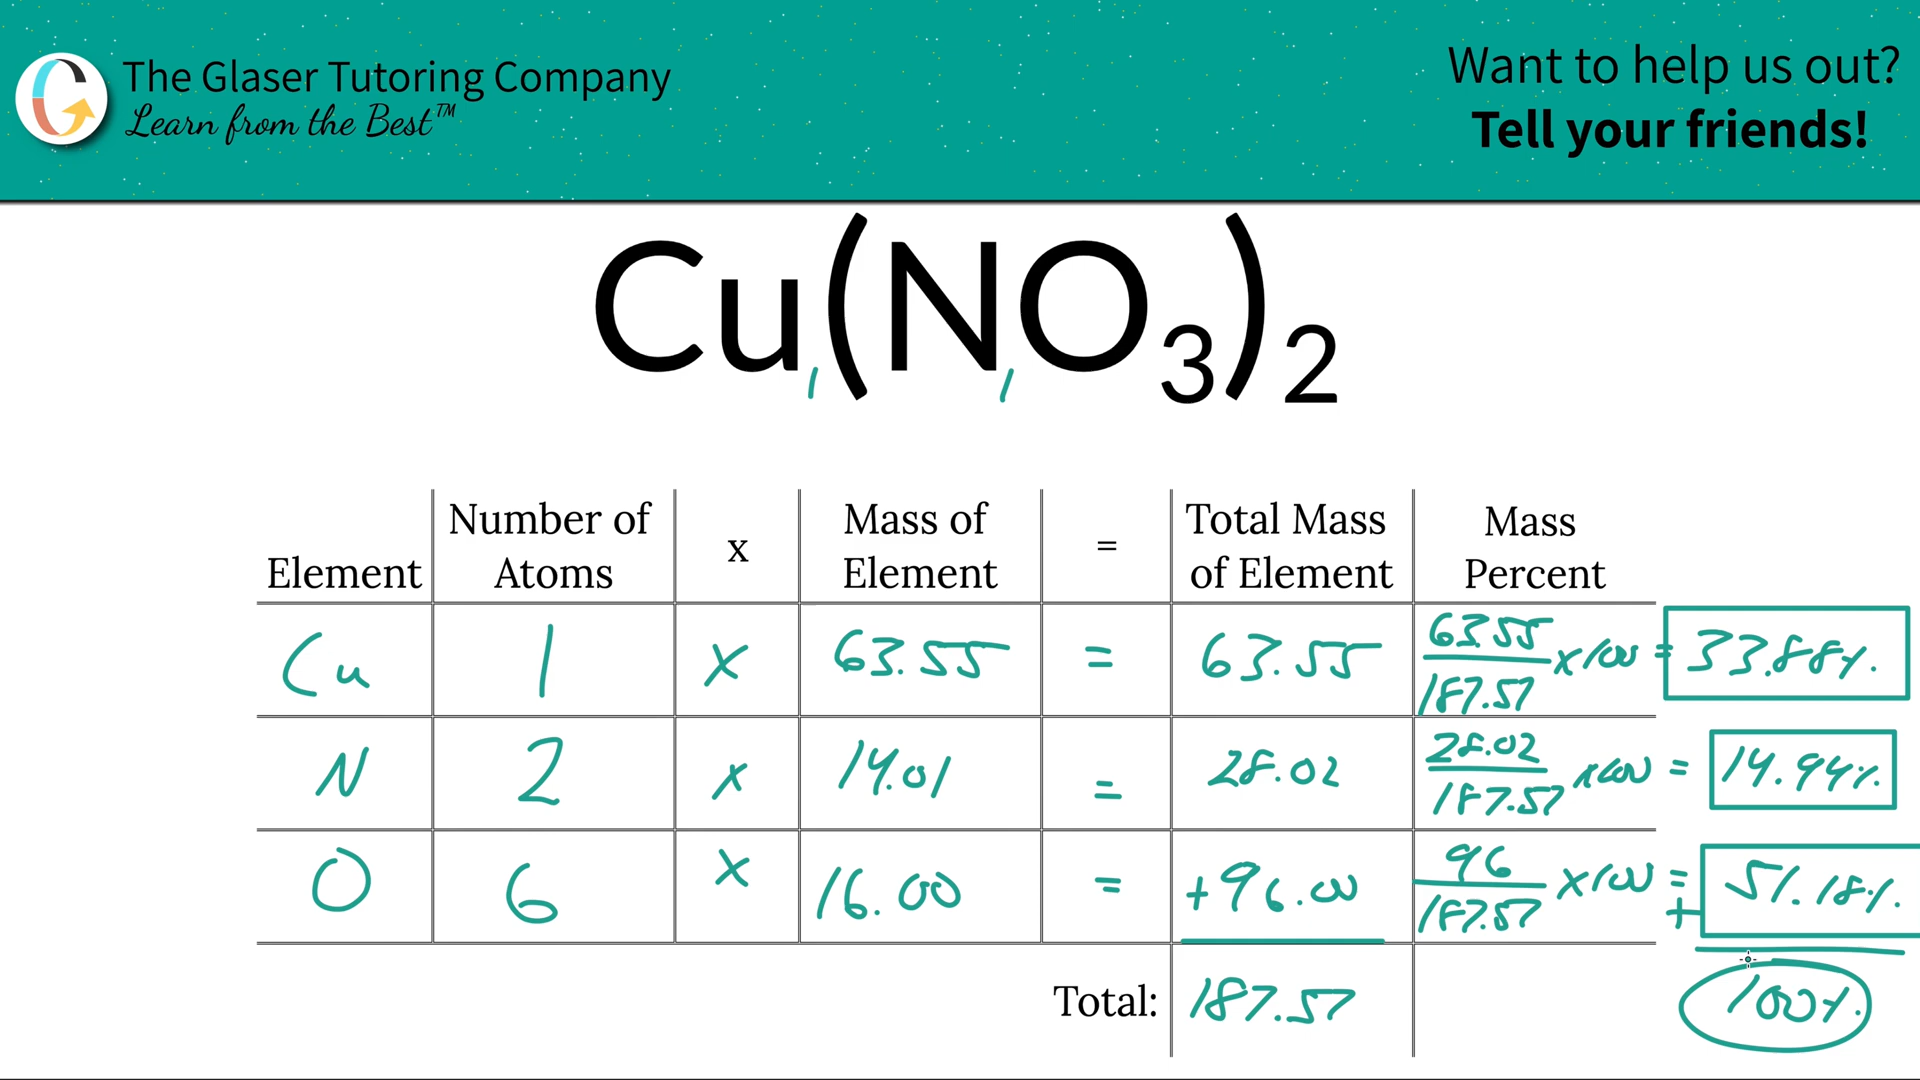 The Glaser Tutoring Company
Learn from the Best™
Want to help us out?
Tell your friends!
Cu(NO3)2
1 1
Element Number of Atoms x Mass of Element = Total Mass of Element Mass Percent
Cu 1 x 63.55 = 63.55 63.55/187.57 x100 = 33.88%
N 2 x 14.01 = 28.02 28.02/187.57 x100 = 14.94%
O 6 x 16.00 = +96.00 96/187.57 x100 = + 51.18%
Total: 187.57 100%